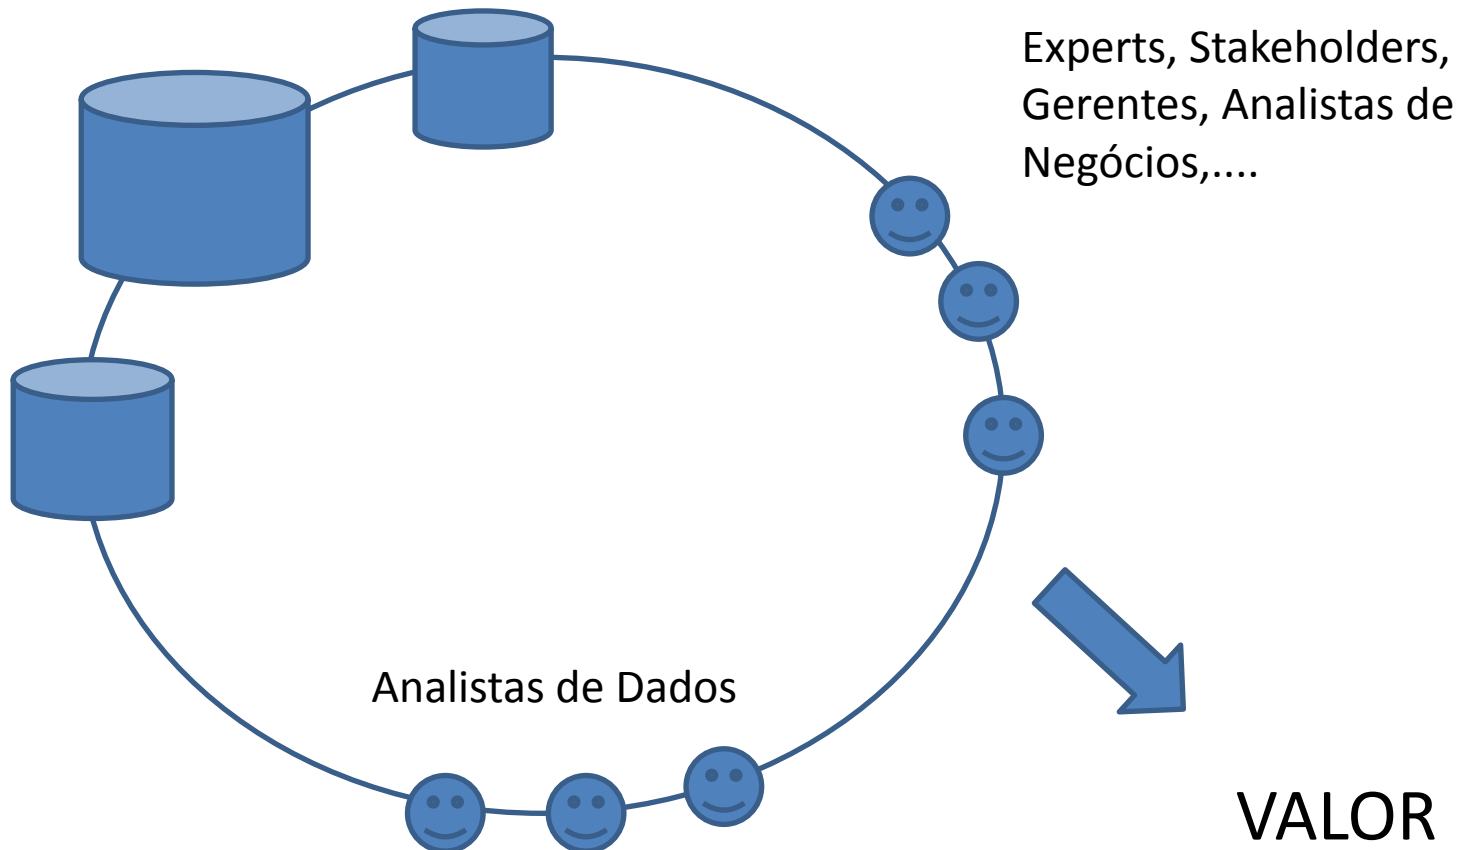 Experts, Stakeholders,
Gerentes, Analistas de
Negócios,....
Analistas de Dados
VALOR